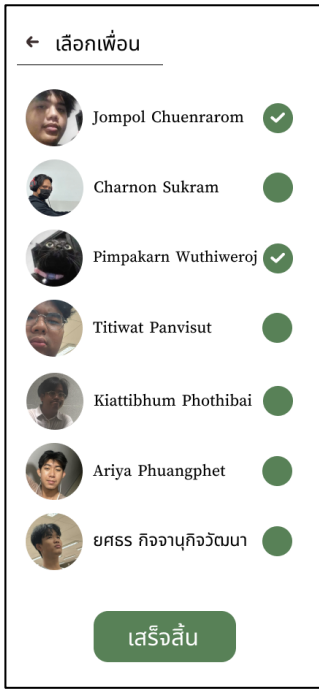 เลือกเพื่อน
Jompol Chuenrarom
Charnon Sukram
Pimpakarn Wuthiweroj
Titiwat Panvisut
Kiattibhum Phothibai
Ariya Phuangphet
ยศธร กิจจานุกิจวัฒนา
เสร็จสิ้น